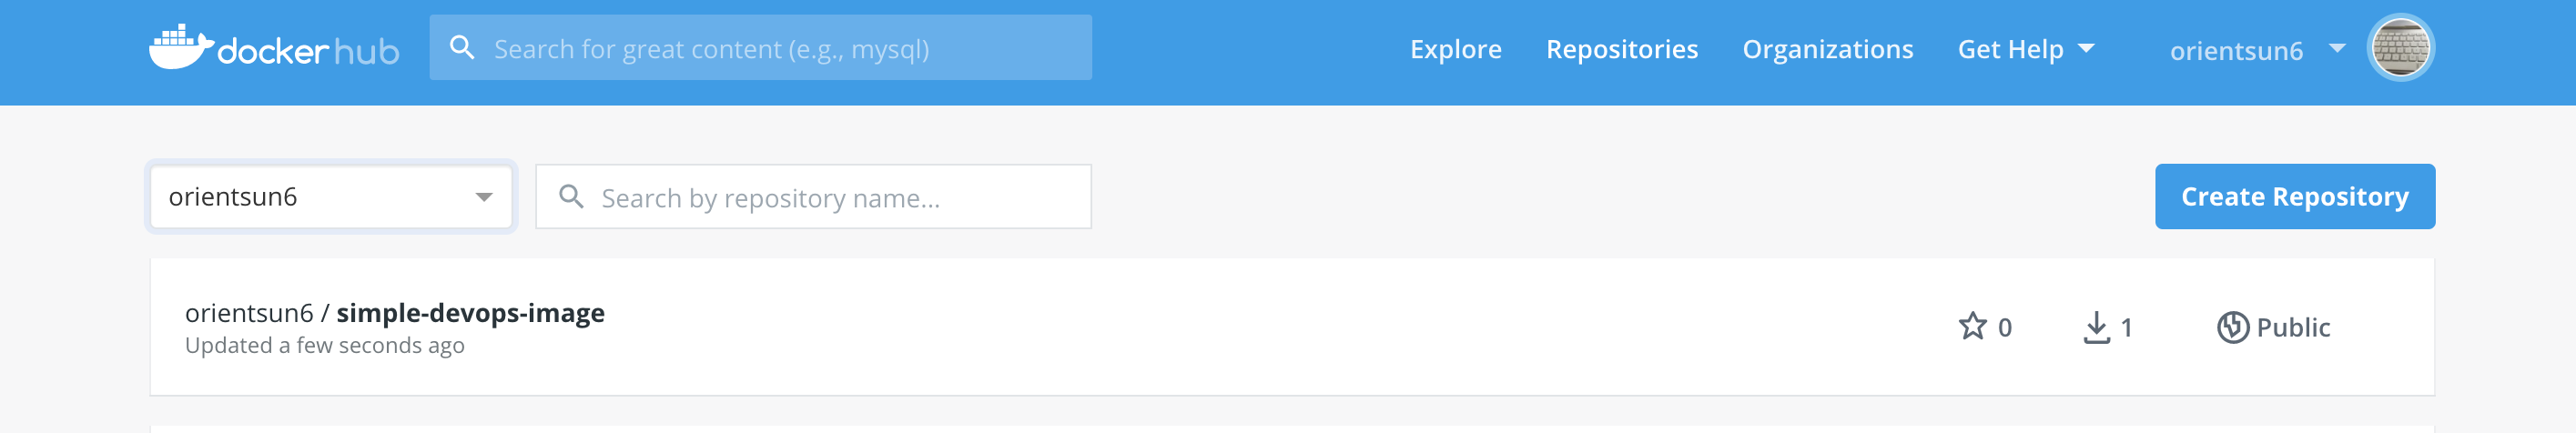 dockerhub Search for great content (e.g., mysql) Explore Repositories Organizations Get Help orientsun6
orientsun6 Search by repository name... Create Repository
orientsun6 / simple-devops-image
Updated a few seconds ago
0 1 Public